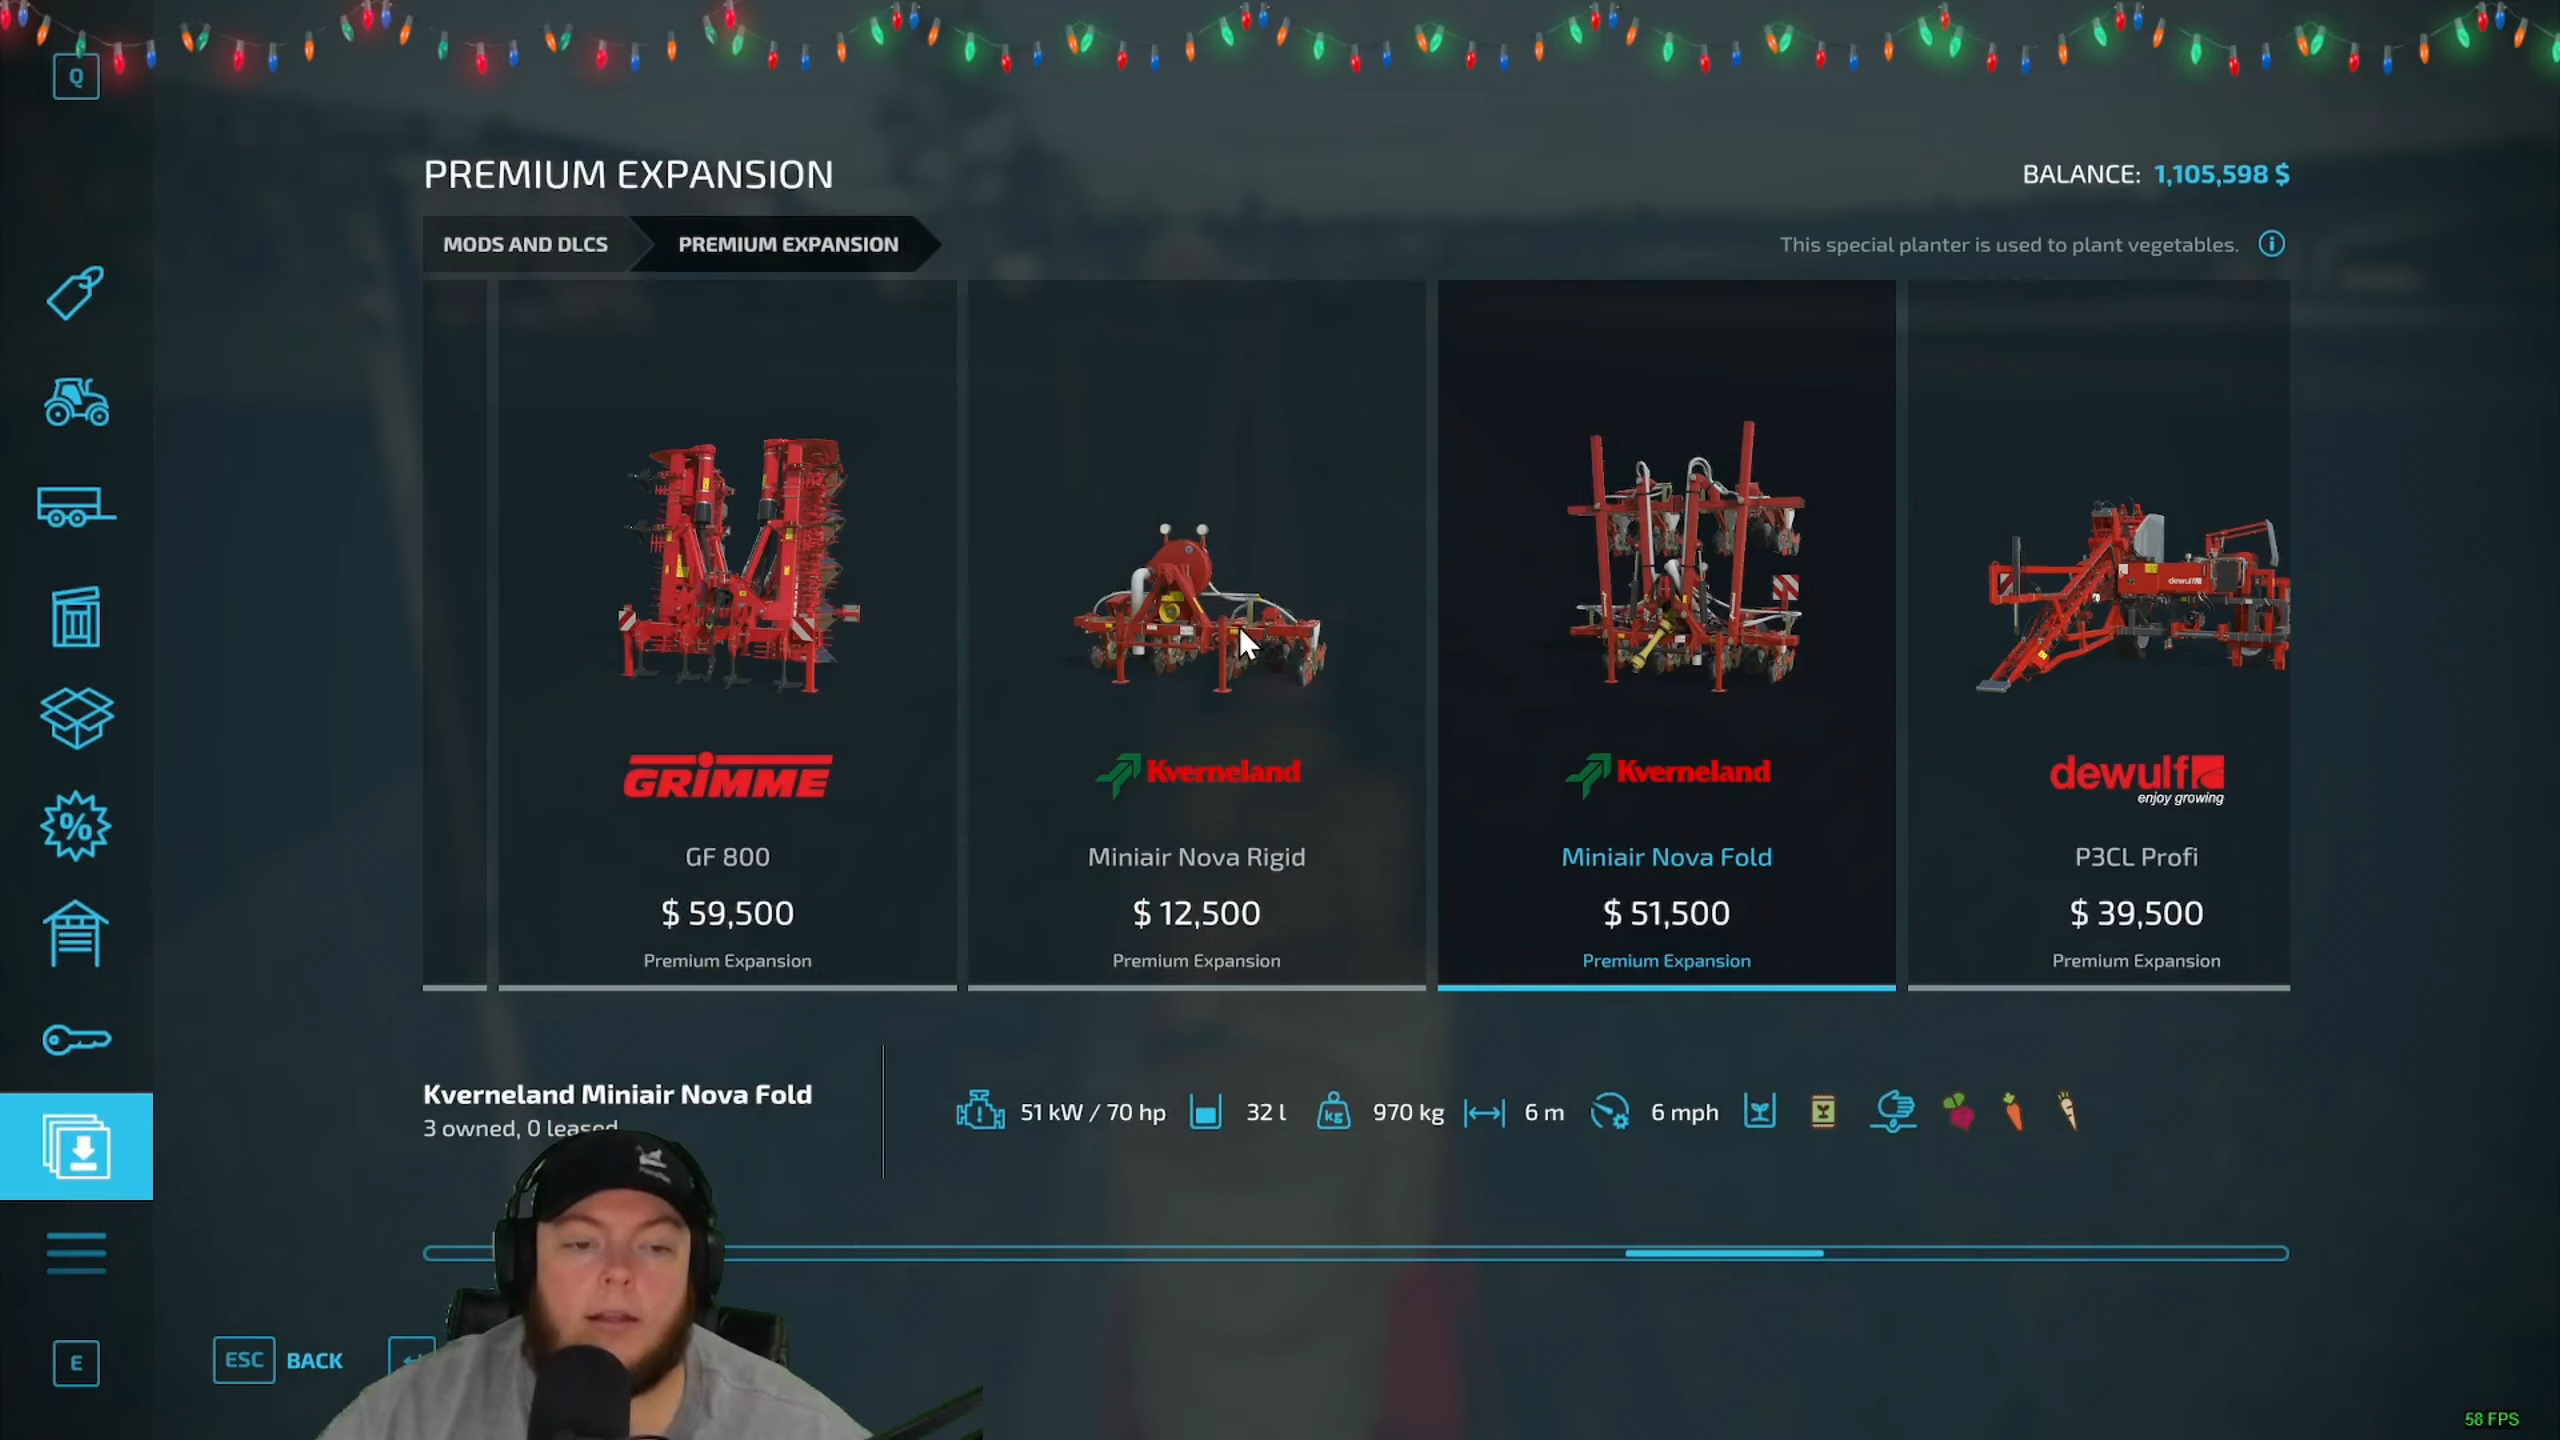 Q
PREMIUM EXPANSION
BALANCE: 1,105,598 $
MODS AND DLCS
PREMIUM EXPANSION
This special planter is used to plant vegetables.
GRIMME
GF 800
$ 59,500
Premium Expansion
Kverneland
Miniair Nova Rigid
$ 12,500
Premium Expansion
Kverneland
Miniair Nova Fold
$ 51,500
Premium Expansion
dewulf
dewulf
enjoy growing
P3CL Profi
$ 39,500
Premium Expansion
Kverneland Miniair Nova Fold
3 owned, 0 leased
51 kW / 70 hp
32 l
kg
970 kg
6 m
6 mph
%
E
ESC BACK
58 FPS